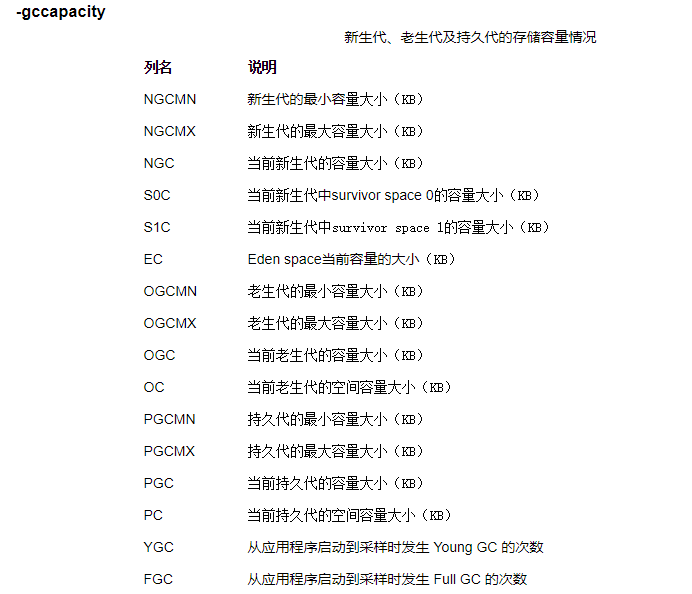 -gccapacity
新生代、老生代及持久代的存储容量情况
列名 说明
NGCMN 新生代的最小容量大小（KB）
NGCMX 新生代的最大容量大小（KB）
NGC 当前新生代的容量大小（KB）
S0C 当前新生代中survivor space 0的容量大小（KB）
S1C 当前新生代中survivor space 1的容量大小（KB）
EC Eden space当前容量的大小（KB）
OGCMN 老生代的最小容量大小（KB）
OGCMX 老生代的最大容量大小（KB）
OGC 当前老生代的容量大小（KB）
OC 当前老生代的空间容量大小（KB）
PGCMN 持久代的最小容量大小（KB）
PGCMX 持久代的最大容量大小（KB）
PGC 当前持久代的容量大小（KB）
PC 当前持久代的空间容量大小（KB）
YGC 从应用程序启动到采样时发生 Young GC 的次数
FGC 从应用程序启动到采样时发生 Full GC 的次数